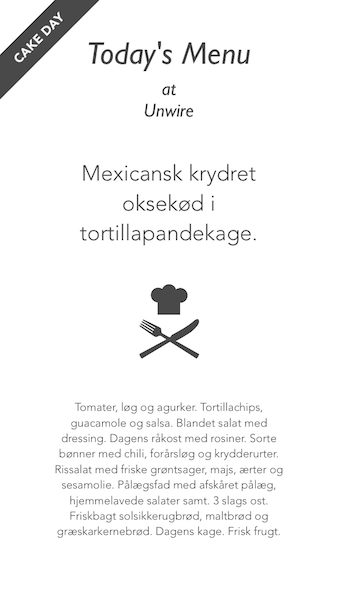 CAKE DAY
Today's Menu
at
Unwire
Mexicansk krydret
oksekød i
tortillapandekage.
Tomater, løg og agurker. Tortillachips,
guacamole og salsa. Blandet salat med
dressing. Dagens råkost med rosiner. Sorte
bønner med chili, forårsløg og krydderurter.
Rissalat med friske grøntsager, majs, ærter og
sesamolie. Pålægsfad med afskåret pålæg,
hjemmelavede salater samt. 3 slags ost.
Friskbagt solsikkerugbrød, maltbrød og
græskarkernebrød. Dagens kage. Frisk frugt.